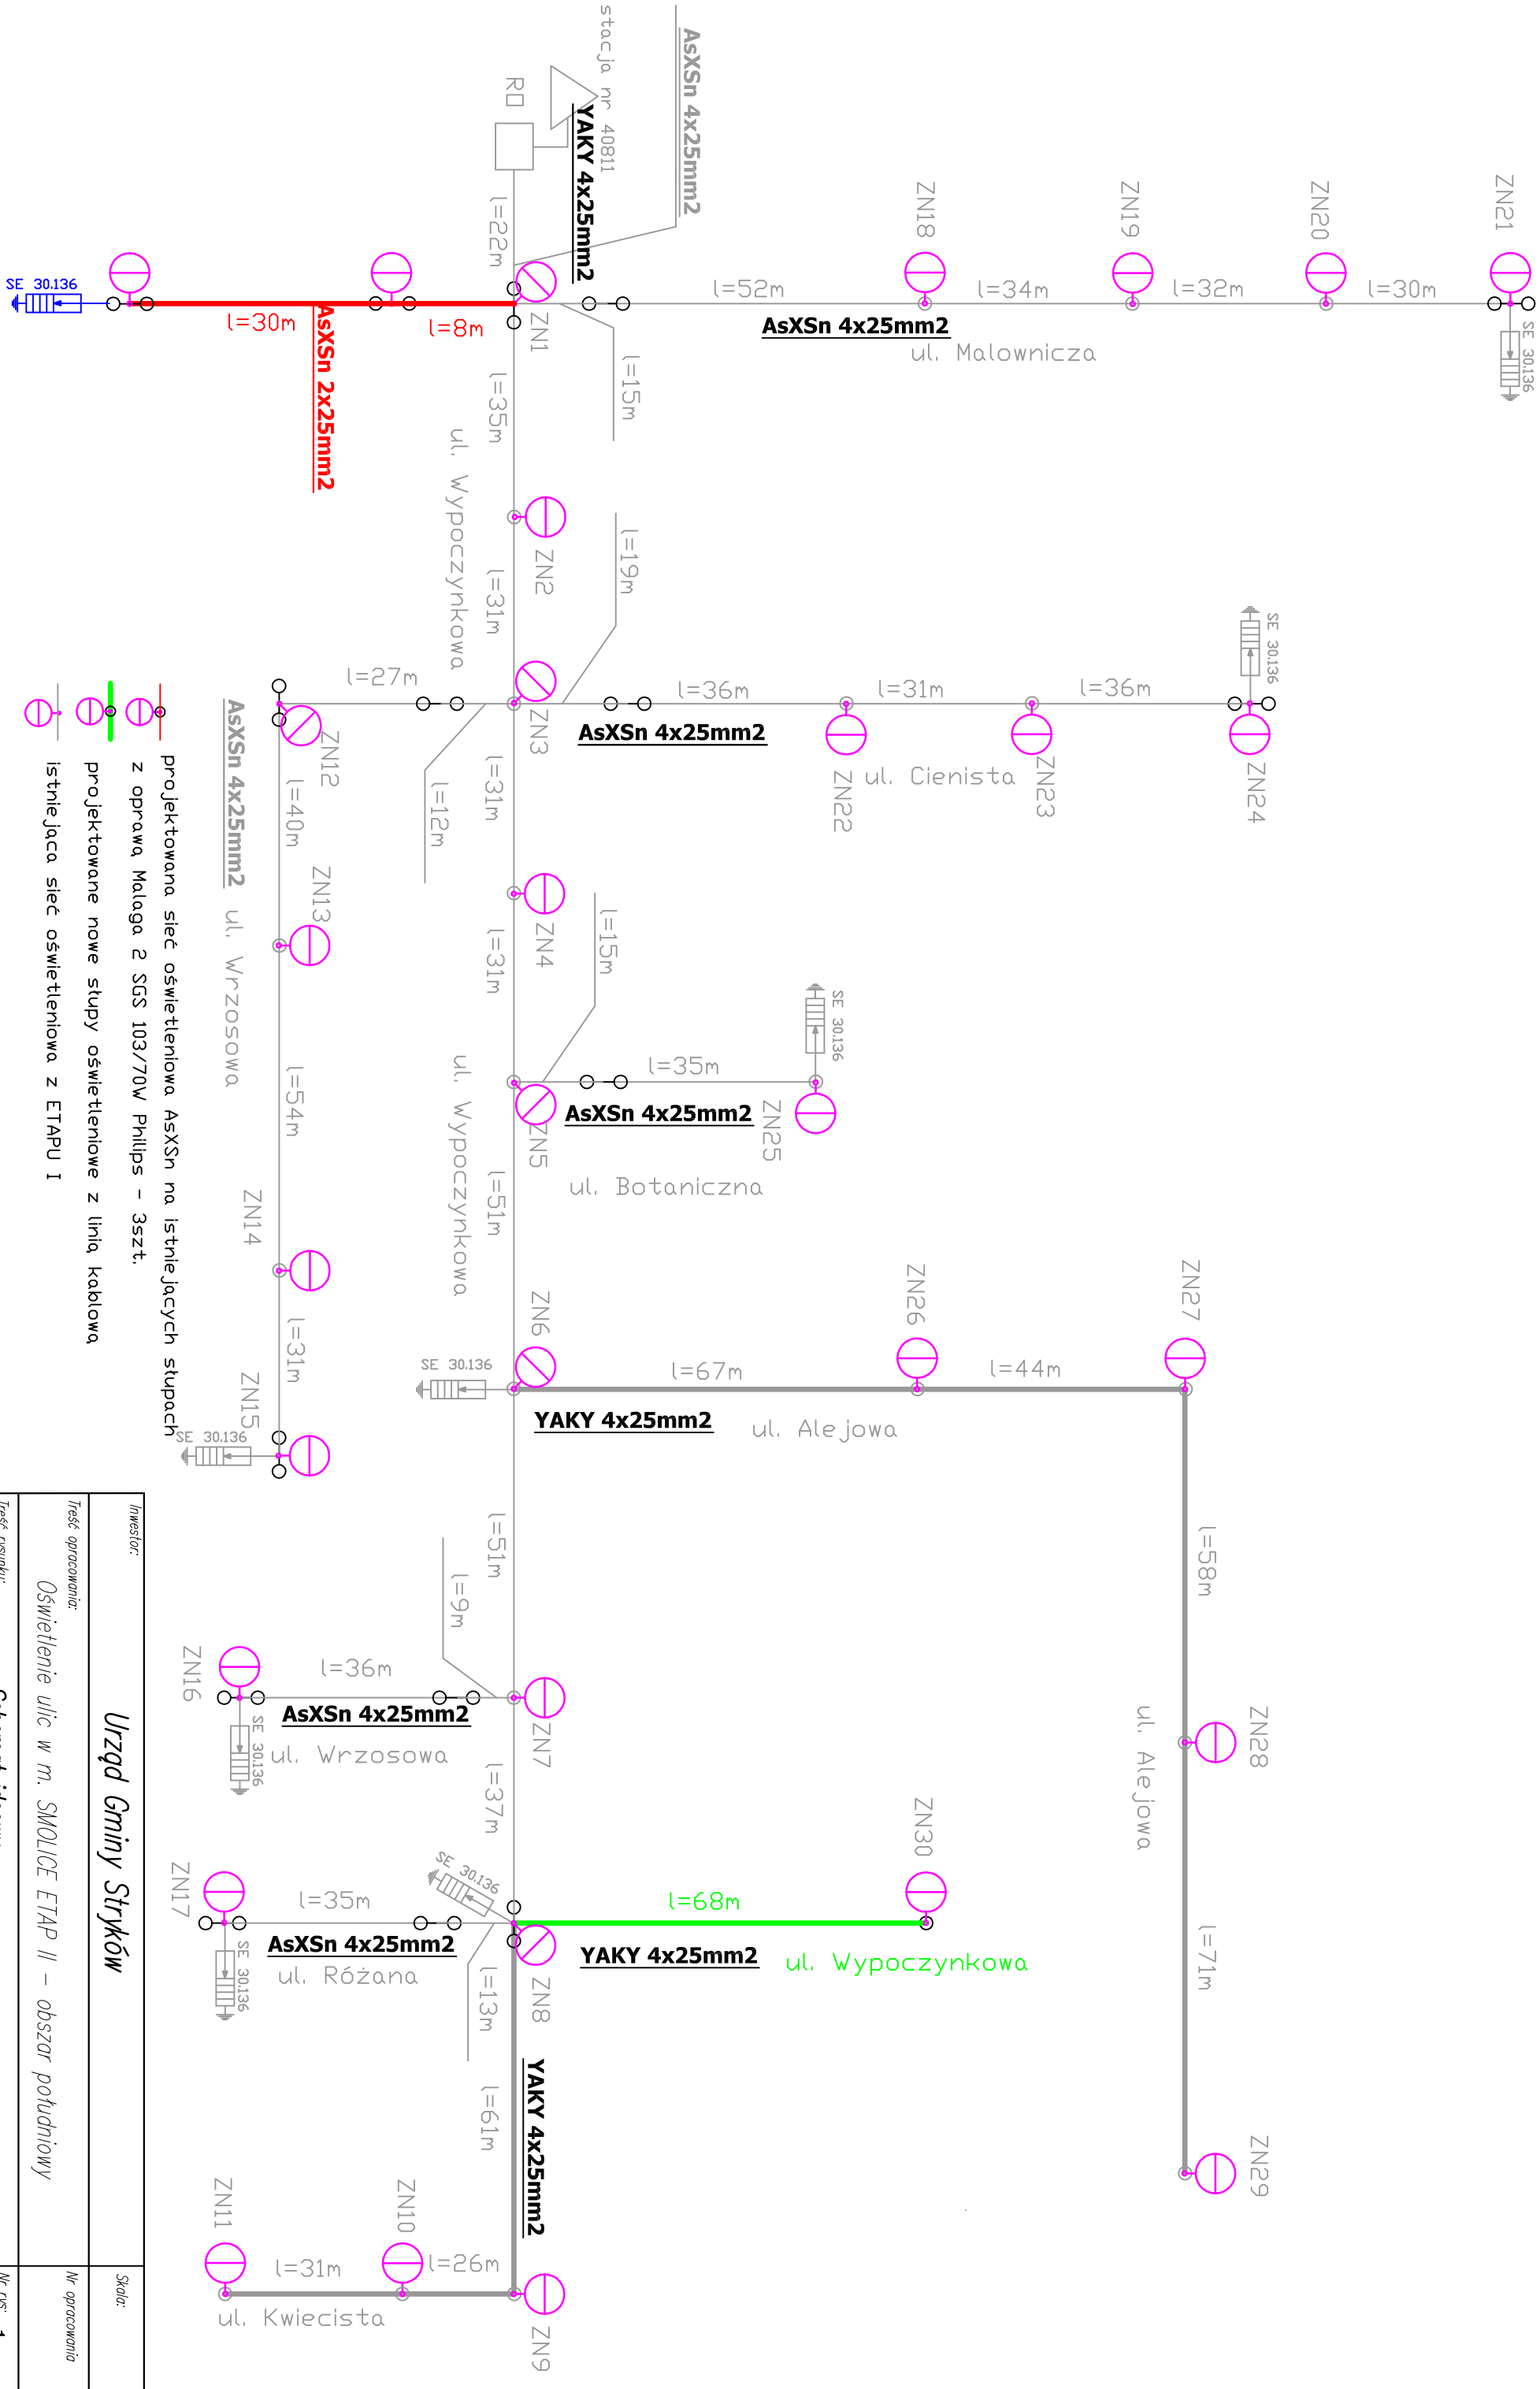 stacja nr 40811
AsXSn 4x25mm2
YAKY 4x25mm2
RO
l=22m
ZN1
l=15m
l=52m
ZN18
l=34m
ZN19
l=32m
ZN20
l=30m
ZN21
SE 30.136
AsXSn 4x25mm2
ul. Malownicza
SE 30.136
l=30m
l=8m
AsXSn 2x25mm2
l=35m
ul. Wypoczynkowa
ZN2
l=31m
l=19m
ZN3
l=36m
AsXSn 4x25mm2
l=31m
l=36m
SE 30.136
ZN22
ul. Cienista
ZN23
ZN24
l=27m
l=12m
ZN12
AsXSn 4x25mm2
l=40m
ZN13
ul. Wrzosowa
l=54m
ZN14
l=31m
ZN15
SE 30.136
l=31m
ZN4
l=31m
l=15m
ul. Wypoczynkowa
ZN5
l=35m
SE 30.136
AsXSn 4x25mm2
ZN25
ul. Botaniczna
l=51m
ZN6
SE 30.136
l=67m
ZN26
l=44m
ZN27
YAKY 4x25mm2
ul. Alejowa
l=58m
ZN28
ul. Alejowa
l=71m
ZN29
l=51m
l=9m
ZN7
l=36m
ZN16
AsXSn 4x25mm2
SE 30.136
ul. Wrzosowa
l=37m
SE 30.136
ZN8
l=68m
ZN30
YAKY 4x25mm2
ul. Wypoczynkowa
l=35m
ZN17
AsXSn 4x25mm2
SE 30.136
ul. Różana
l=13m
l=61m
YAKY 4x25mm2
ZN9
l=26m
ZN10
l=31m
ZN11
ul. Kwiecista
projektowana sieć oświetleniowa AsXSn na istniejących słupach
z oprawą Malaga 2 SGS 103/70W Philips - 3szt.
projektowane nowe słupy oświetleniowe z linią kablową
istniejąca sieć oświetleniowa z ETAPU I
Inwestor:
Urząd Gminy Stryków
Skala:
Treść opracowania:
Oświetlenie ulic w m. SMOLICE ETAP II - obszar południowy
Nr opracowania
Treść rysunku:
Nr rys: